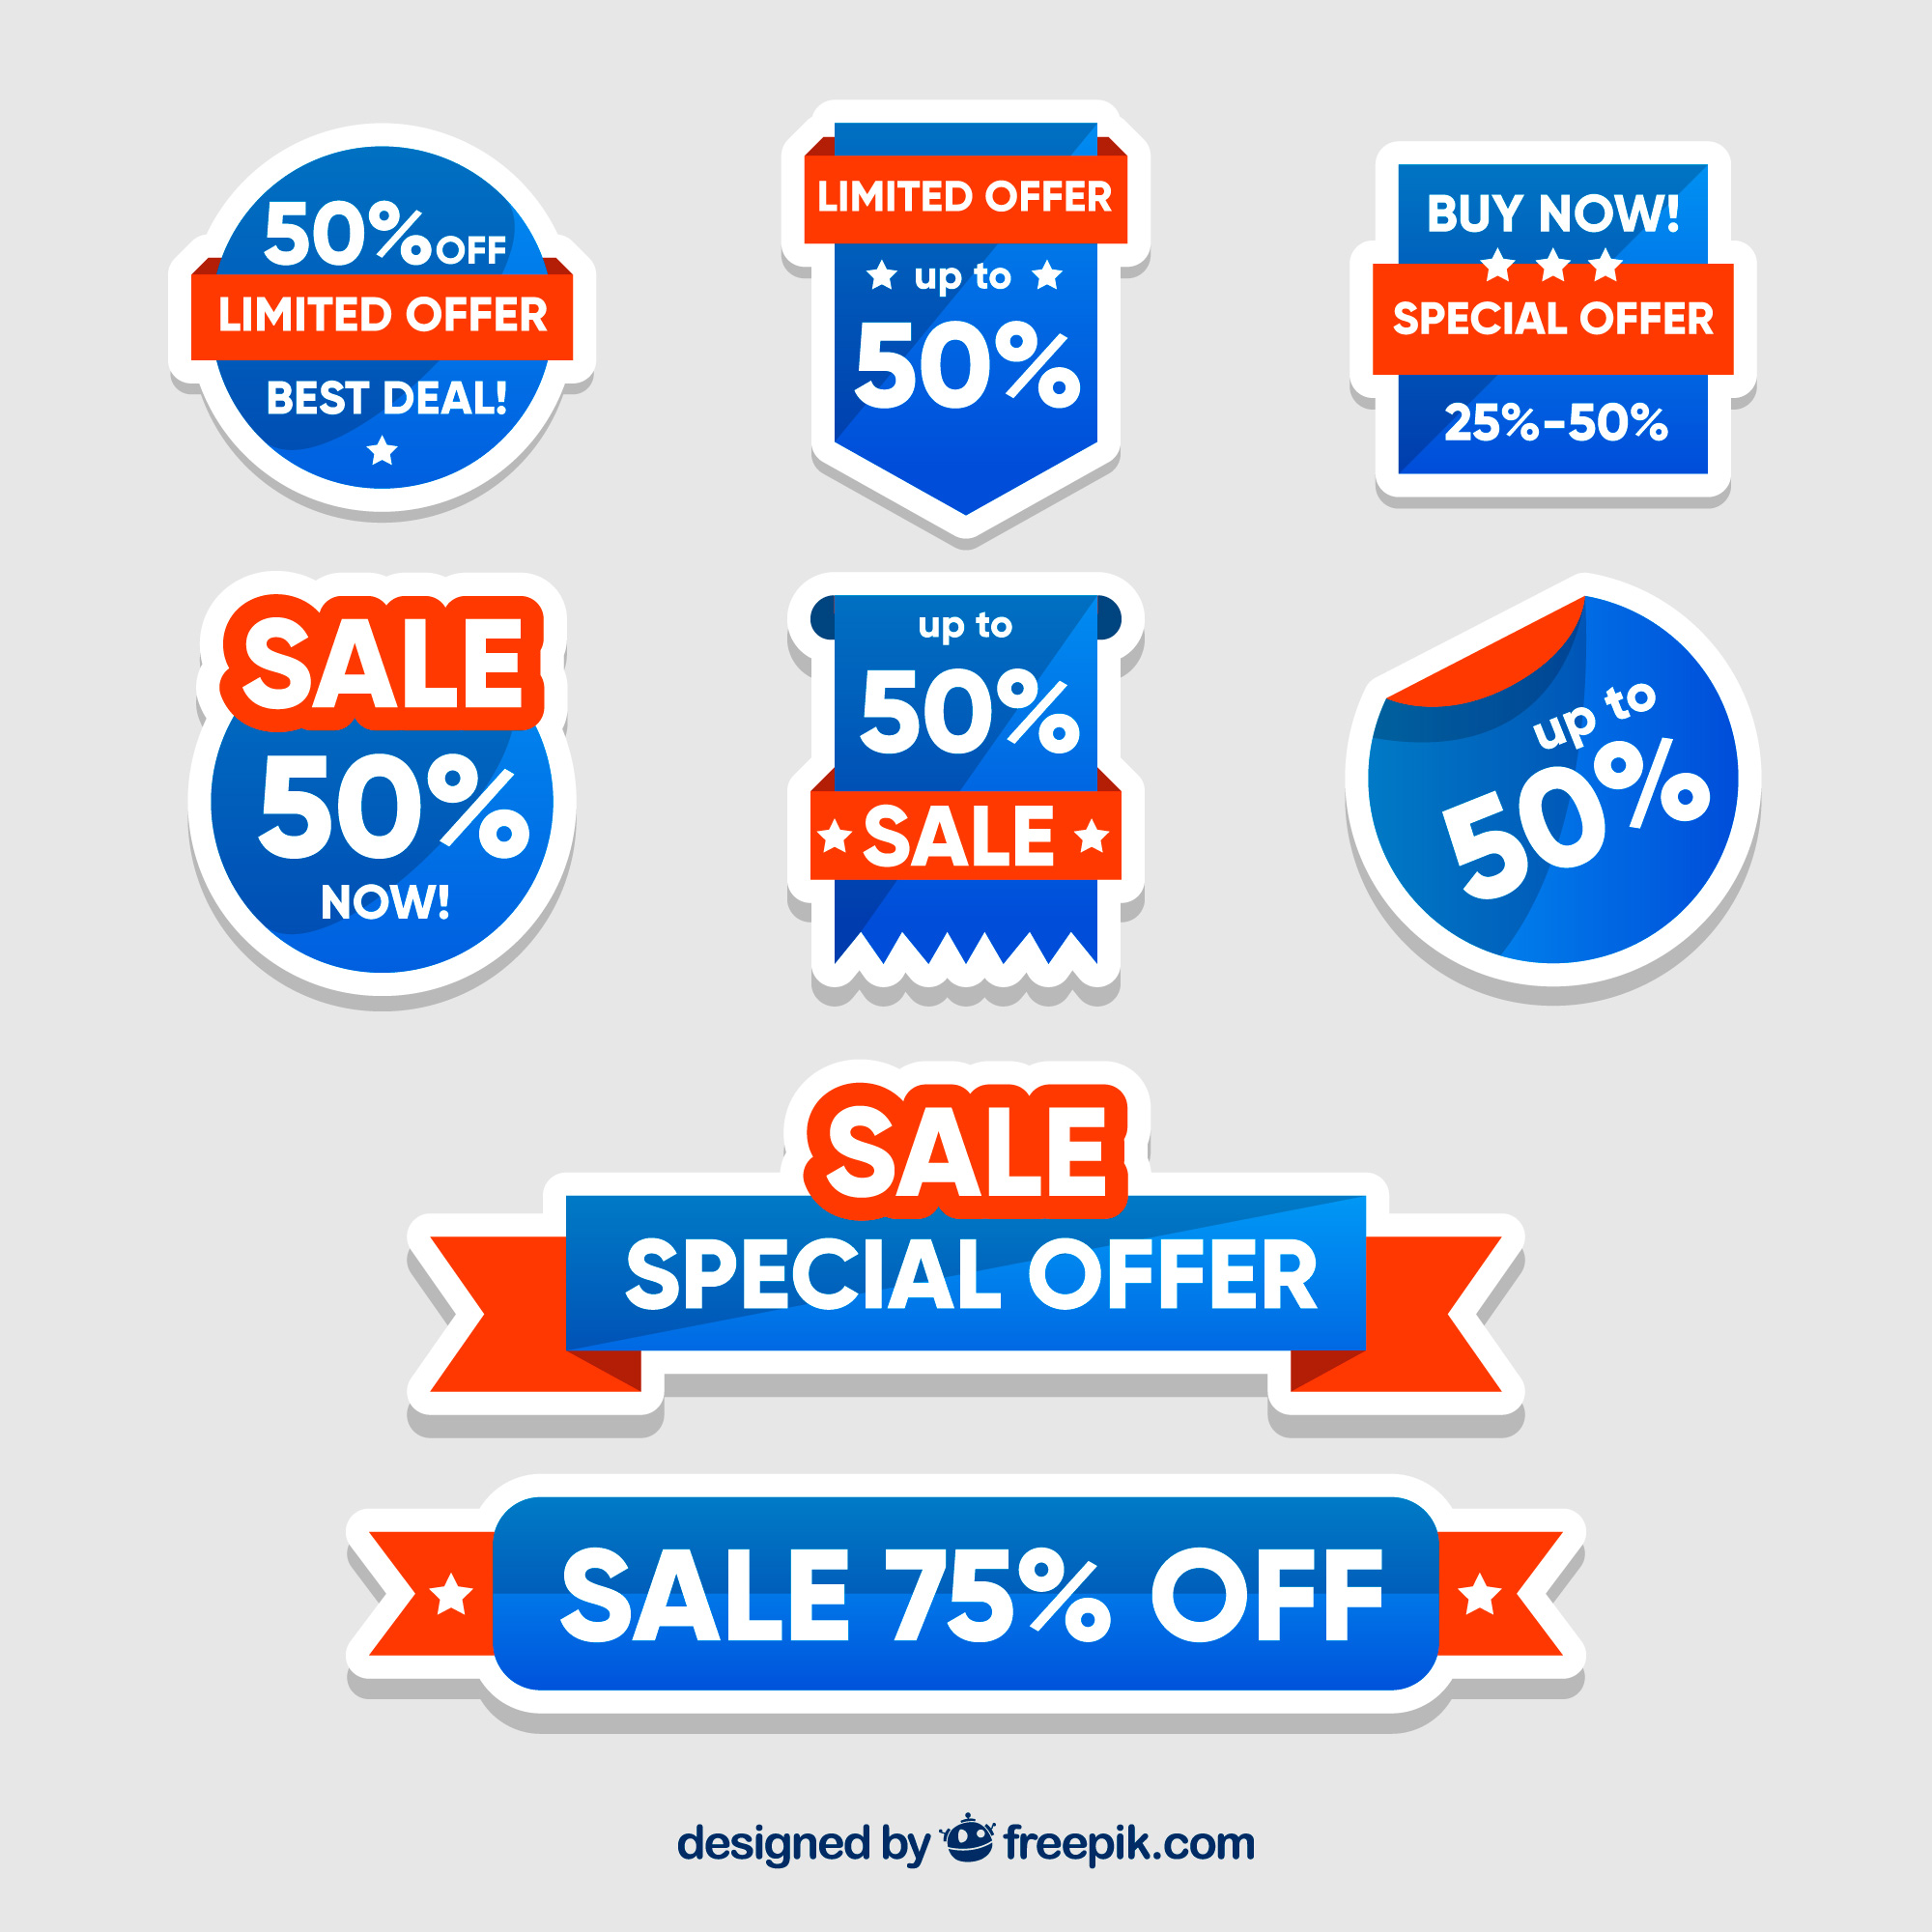 50% OFF
LIMITED OFFER
BEST DEAL!
LIMITED OFFER
up to
50%
BUY NOW!
SPECIAL OFFER
25%-50%
SALE
50%
NOW!
up to
50%
SALE
up to
50%
SALE
SPECIAL OFFER
SALE 75% OFF
designed by freepik.com